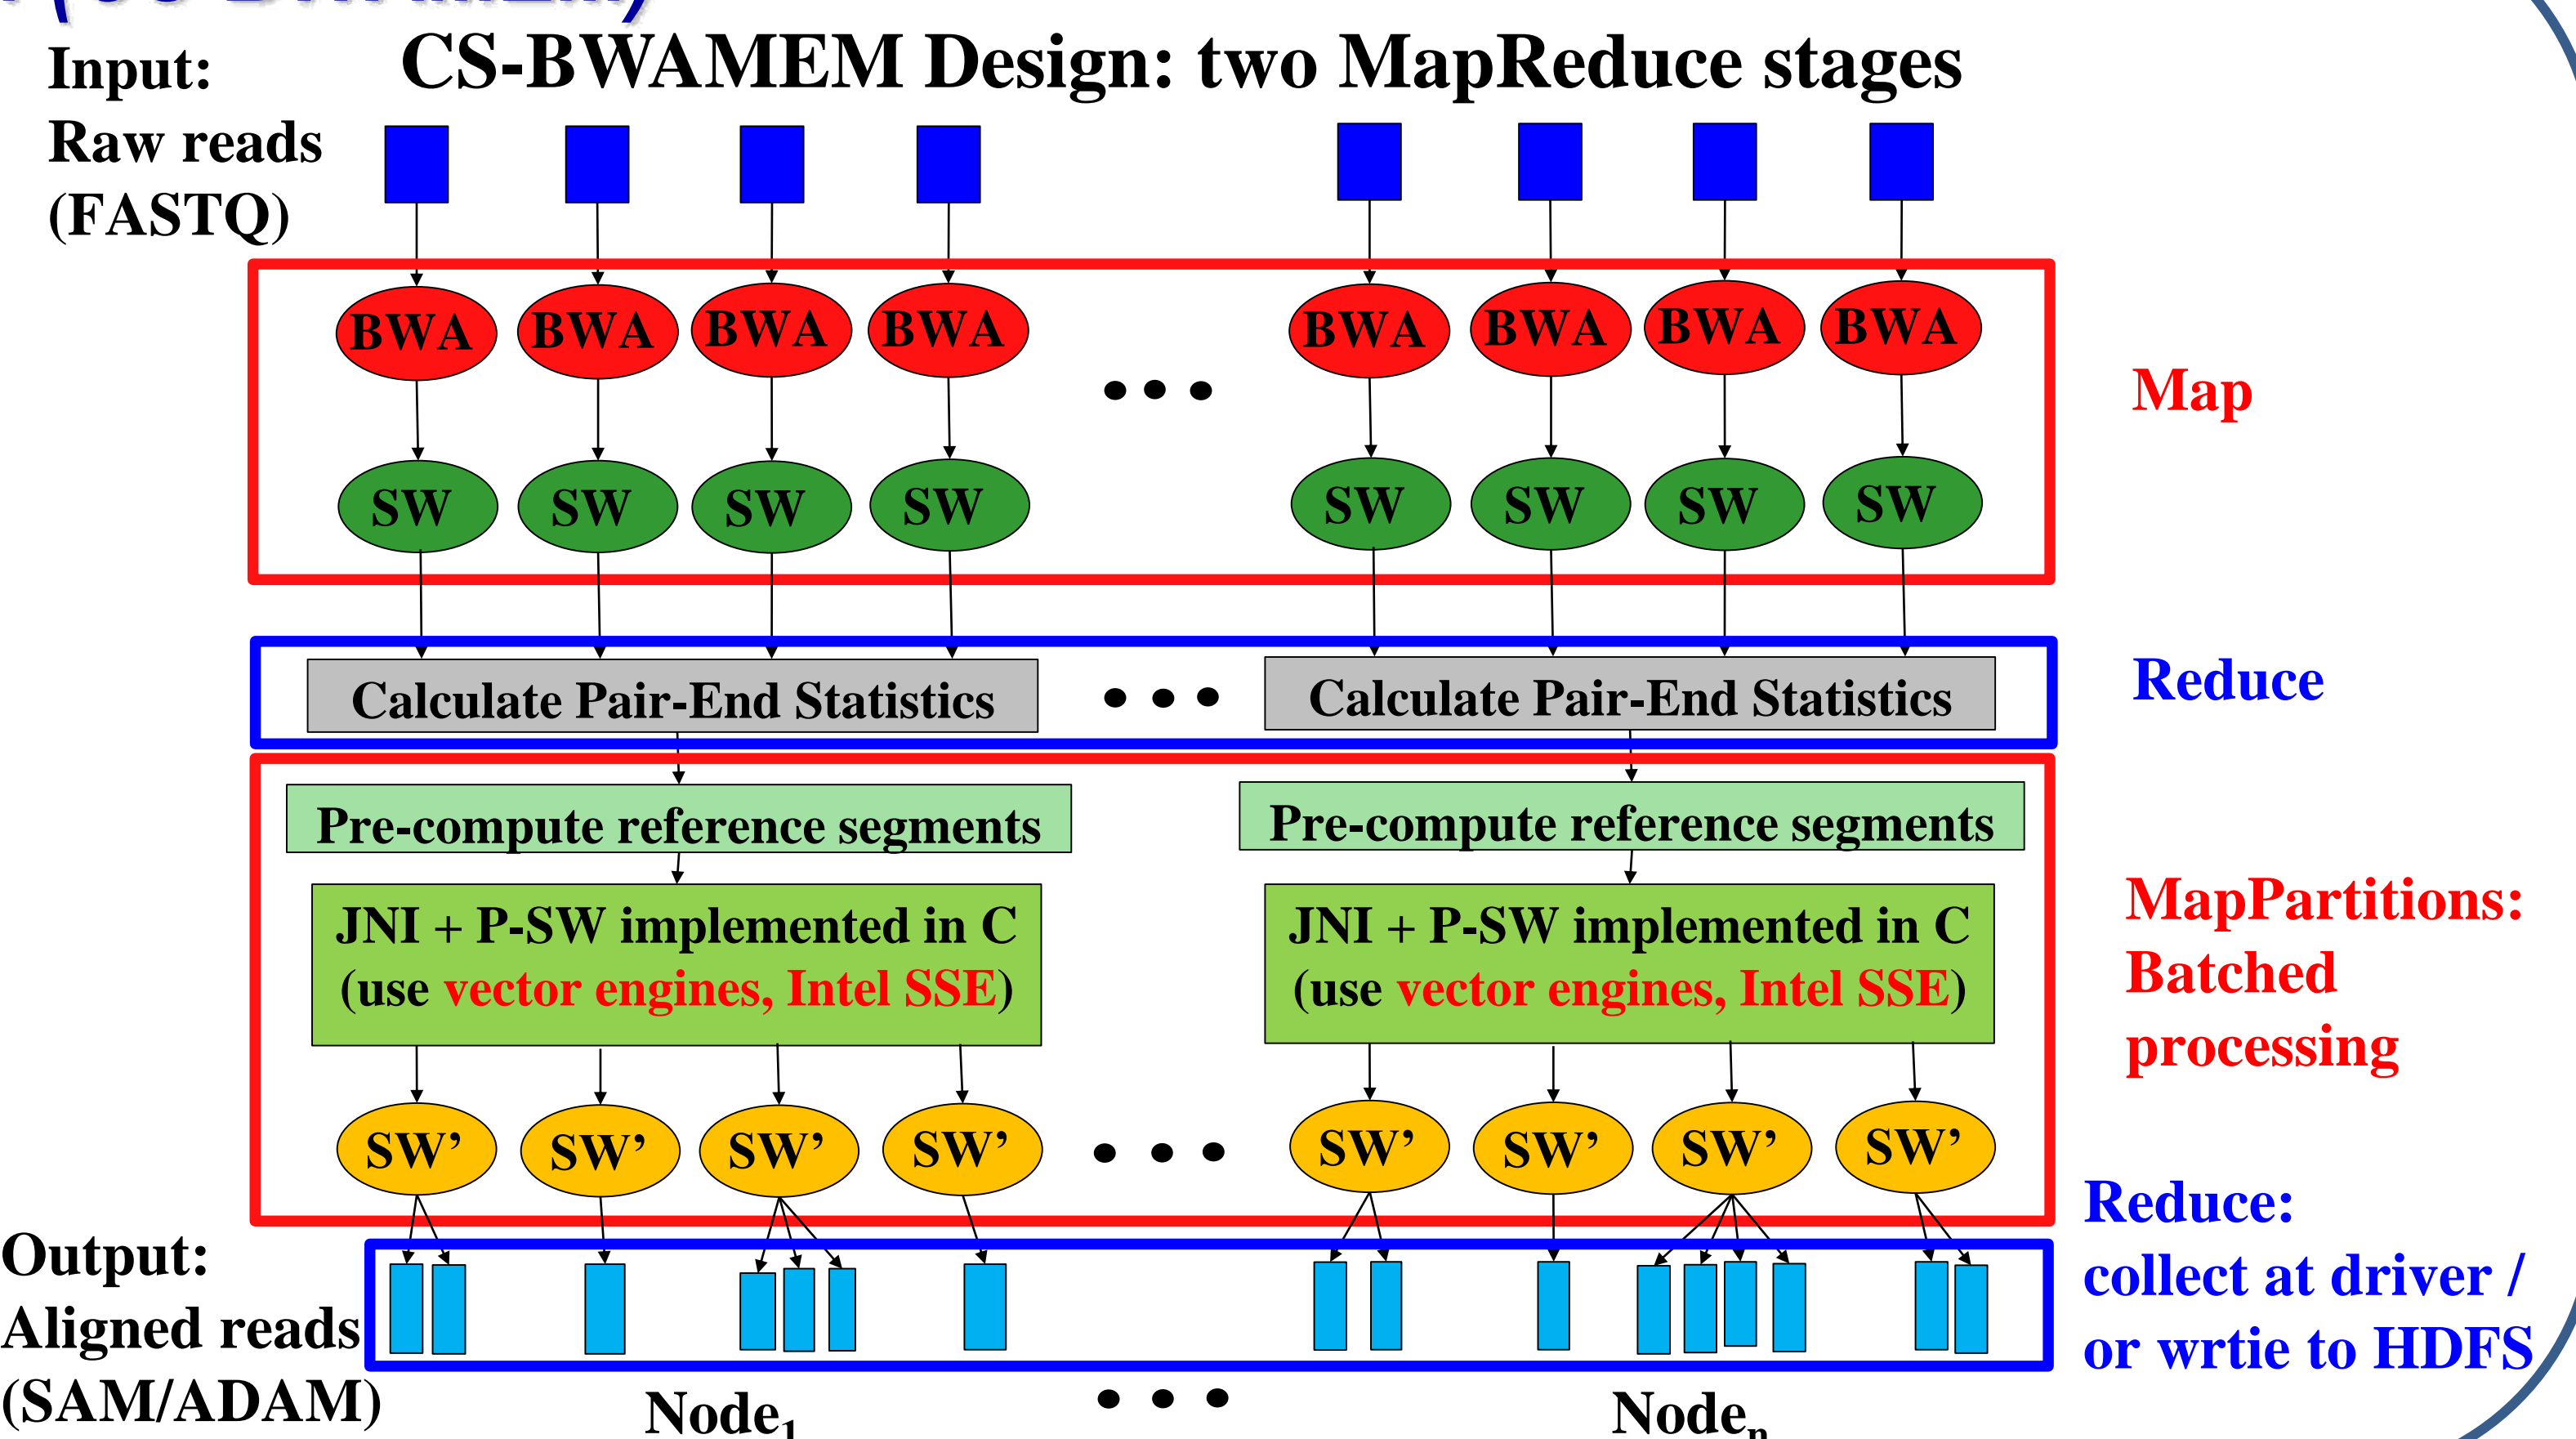 CS-BWAMEM Design: two MapReduce stages
Input:
Raw reads
(FASTQ)
BWA BWA BWA BWA ... BWA BWA BWA BWA
Map
SW SW SW SW SW SW SW SW
Calculate Pair-End Statistics ... Calculate Pair-End Statistics
Reduce
Pre-compute reference segments Pre-compute reference segments
JNI + P-SW implemented in C JNI + P-SW implemented in C
(use vector engines, Intel SSE) (use vector engines, Intel SSE)
MapPartitions:
Batched
processing
SW’ SW’ SW’ SW’ ... SW’ SW’ SW’ SW’
Reduce:
collect at driver /
or wrtie to HDFS
Output:
Aligned reads
(SAM/ADAM)
Node1 ... Noden